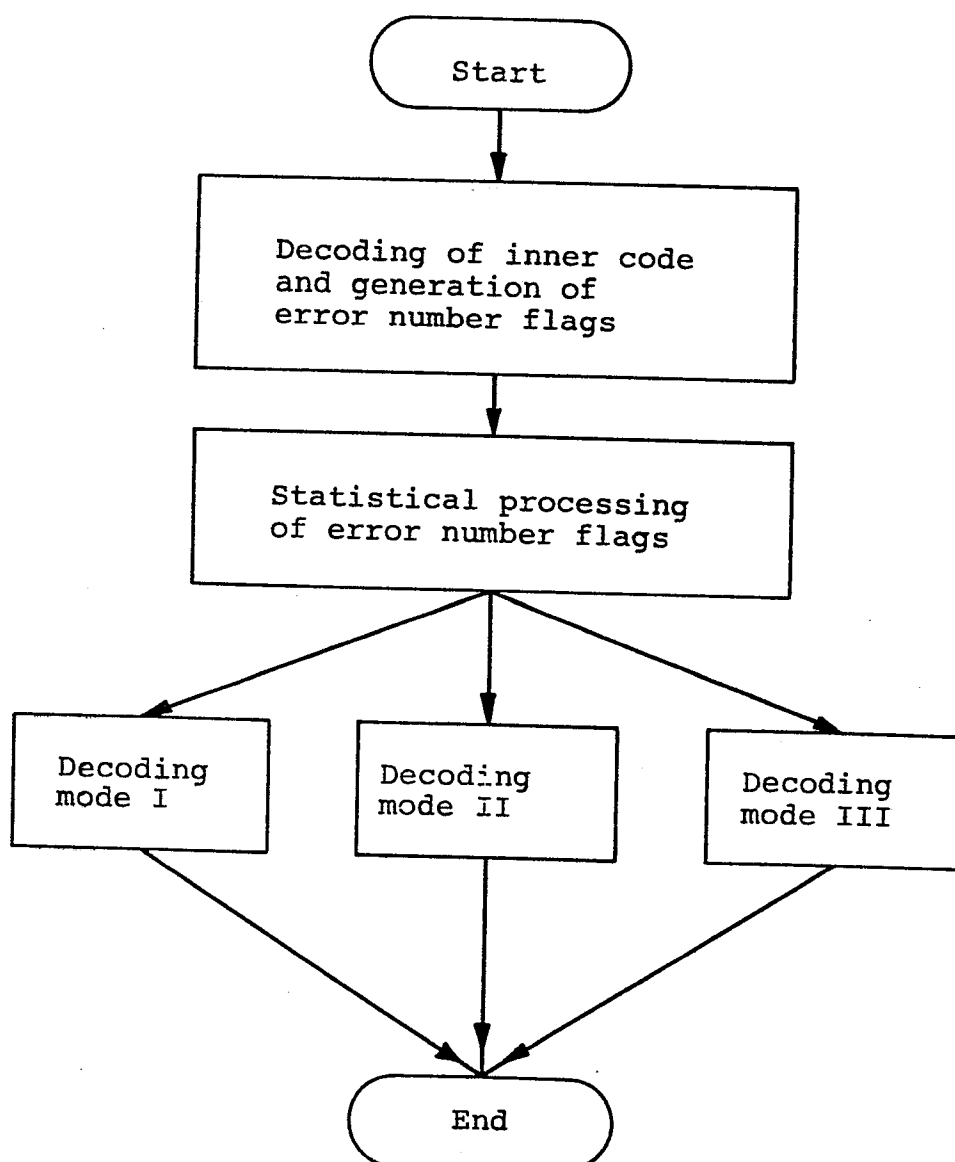 Start
Decoding of inner code
and generation of
error number flags
Statistical processing
of error number flags
Decoding
mode I
Decoding
mode II
Decoding
mode III
End